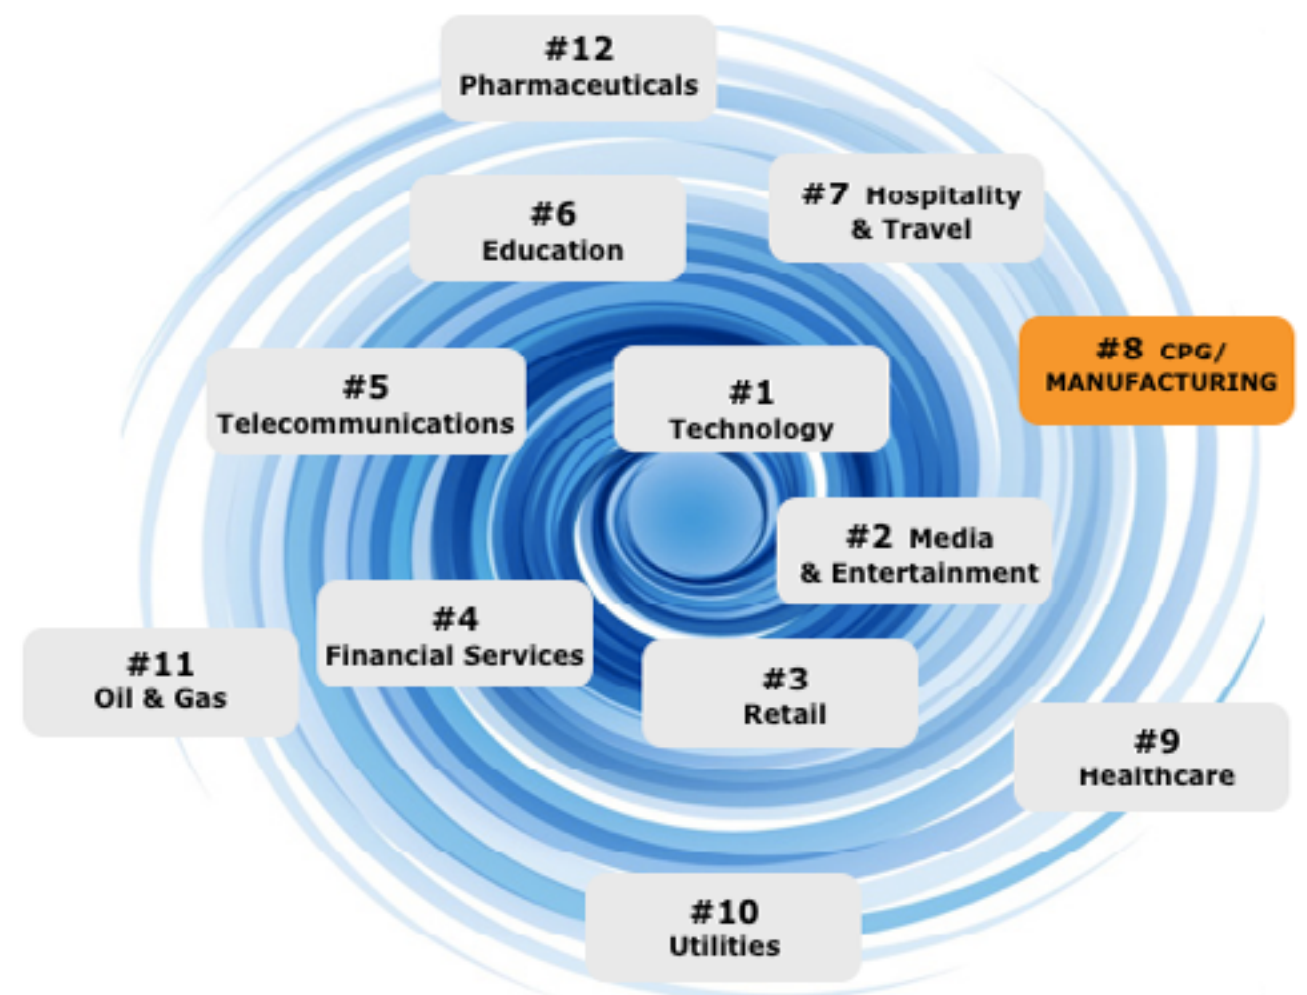 #12
Pharmaceuticals
#7 Hospitality
& Travel
#6
Education
#8 CPG/
MANUFACTURING
#5
Telecommunications
#1
Technology
#2 Media
& Entertainment
#4
Financial Services
#11
Oil & Gas
#3
Retail
#9
Healthcare
#10
Utilities